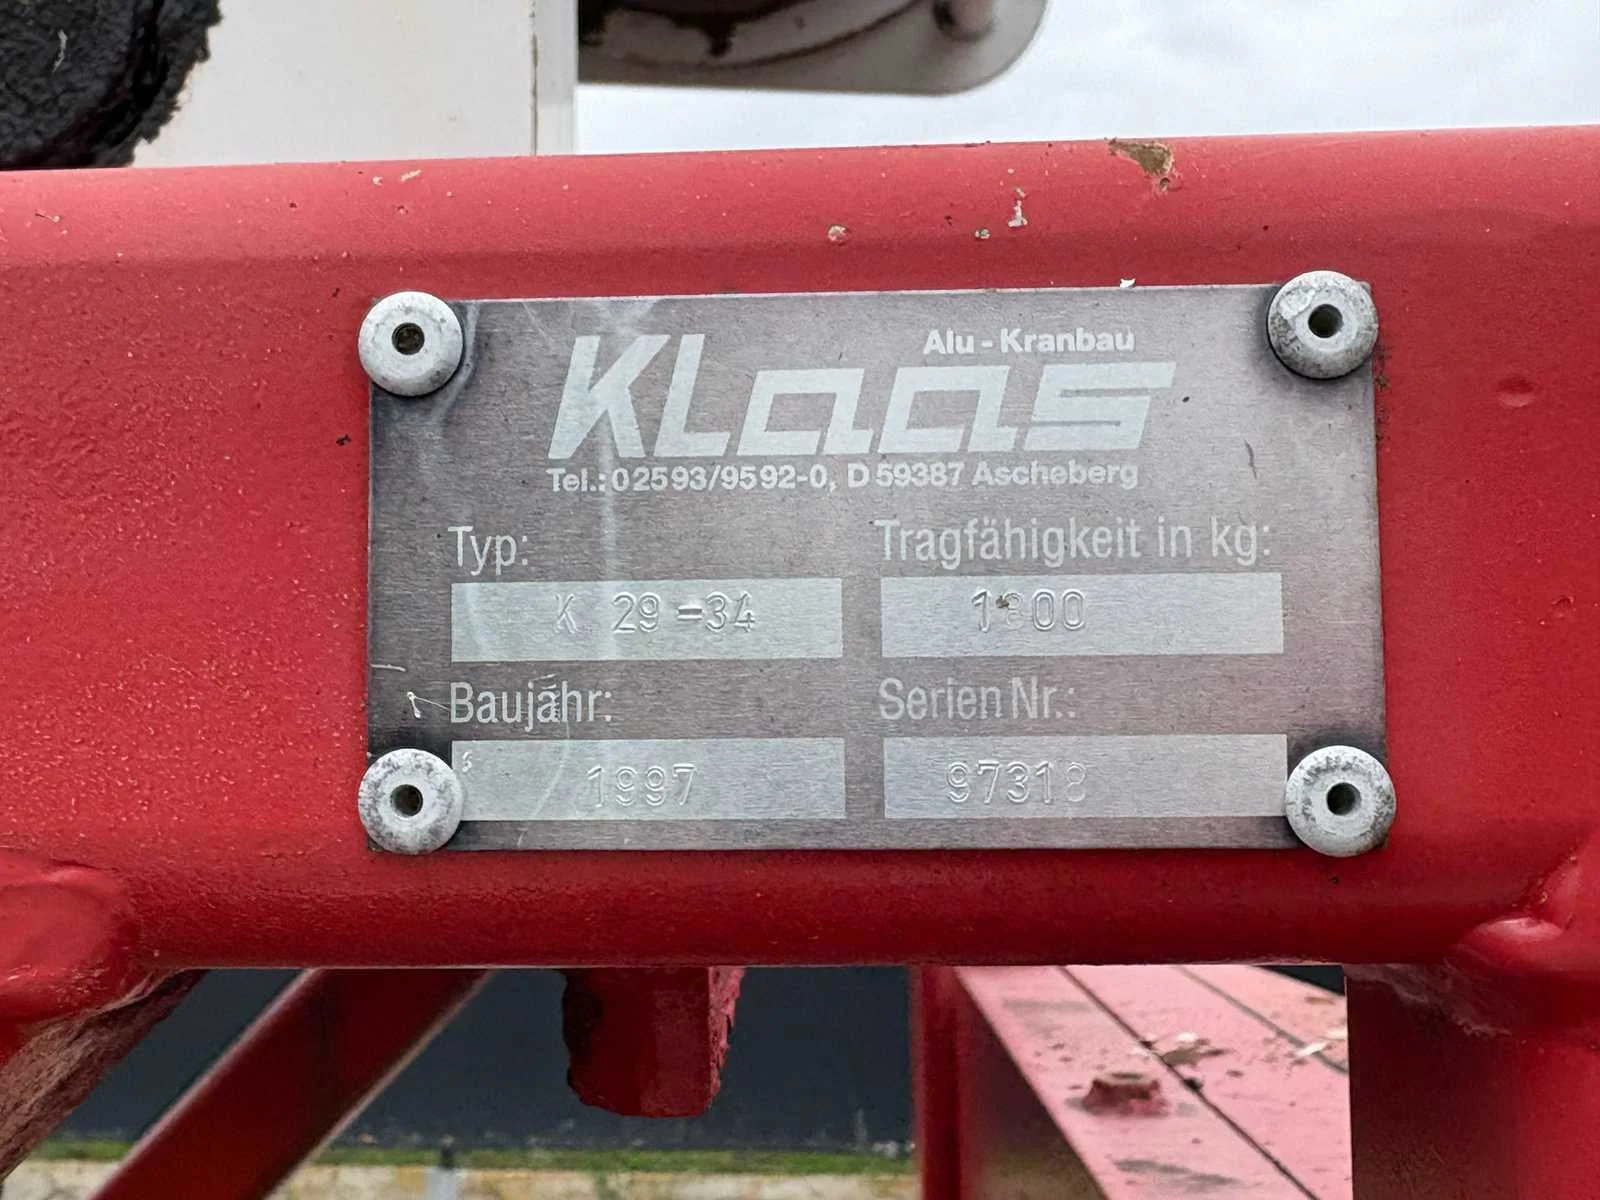 Alu - Kranbau
KLaas
Tel.: 02593/9592-0, D 59387 Ascheberg
Typ:
Tragfähigkeit in kg:
K 29 =34
1800
Baujahr:
Serien Nr.:
1997
97318